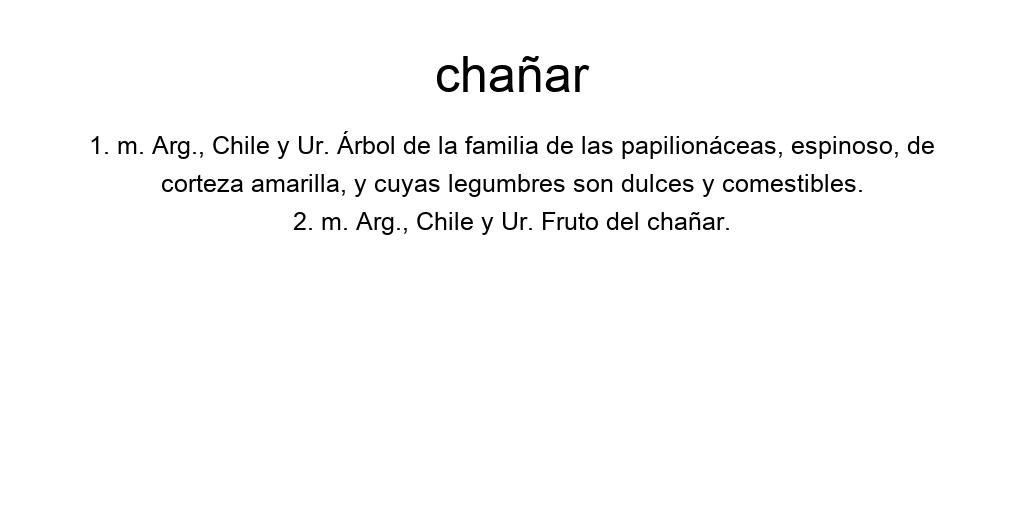 chañar
1. m. Arg., Chile y Ur. Árbol de la familia de las papilionáceas, espinoso, de
corteza amarilla, y cuyas legumbres son dulces y comestibles.
2. m. Arg., Chile y Ur. Fruto del chañar.